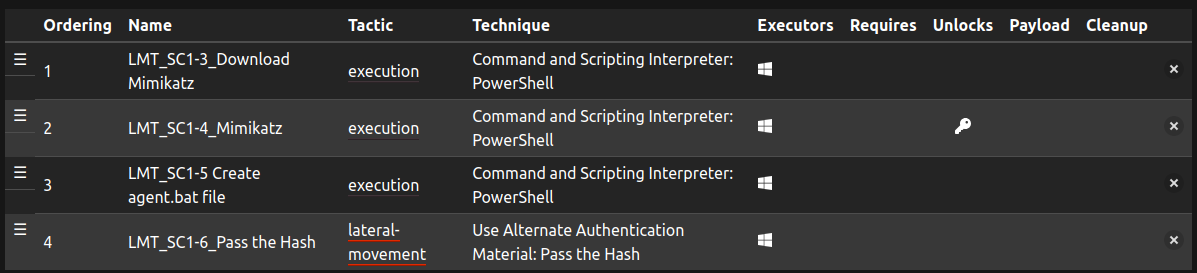 Ordering Name Tactic Technique Executors Requires Unlocks Payload Cleanup
1 LMT_SC1-3_Download Mimikatz execution Command and Scripting Interpreter: PowerShell
2 LMT_SC1-4_Mimikatz execution Command and Scripting Interpreter: PowerShell
3 LMT_SC1-5 Create agent.bat file execution Command and Scripting Interpreter: PowerShell
4 LMT_SC1-6_Pass the Hash lateral-movement Use Alternate Authentication Material: Pass the Hash